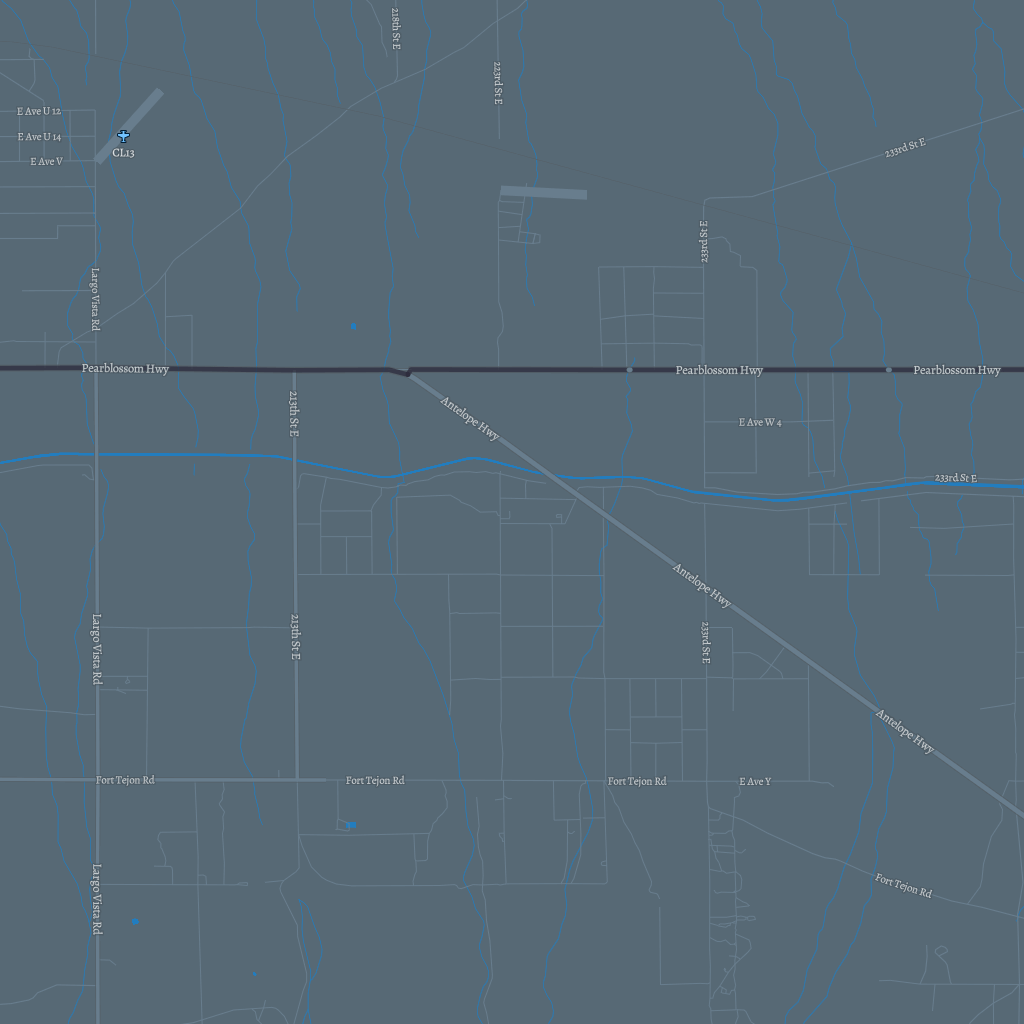 218th St E
223rd St E
E Ave U 12
E Ave U 14
CL13
E Ave V
233rd St E
233rd St E
Largo Vista Rd
Pearblossom Hwy
Pearblossom Hwy
Pearblossom Hwy
213th St E
Antelope Hwy
E Ave W 4
233rd St E
Antelope Hwy
Largo Vista Rd
213th St E
233rd St E
Antelope Hwy
Fort Tejon Rd
Fort Tejon Rd
Fort Tejon Rd
E Ave Y
Largo Vista Rd
Fort Tejon Rd